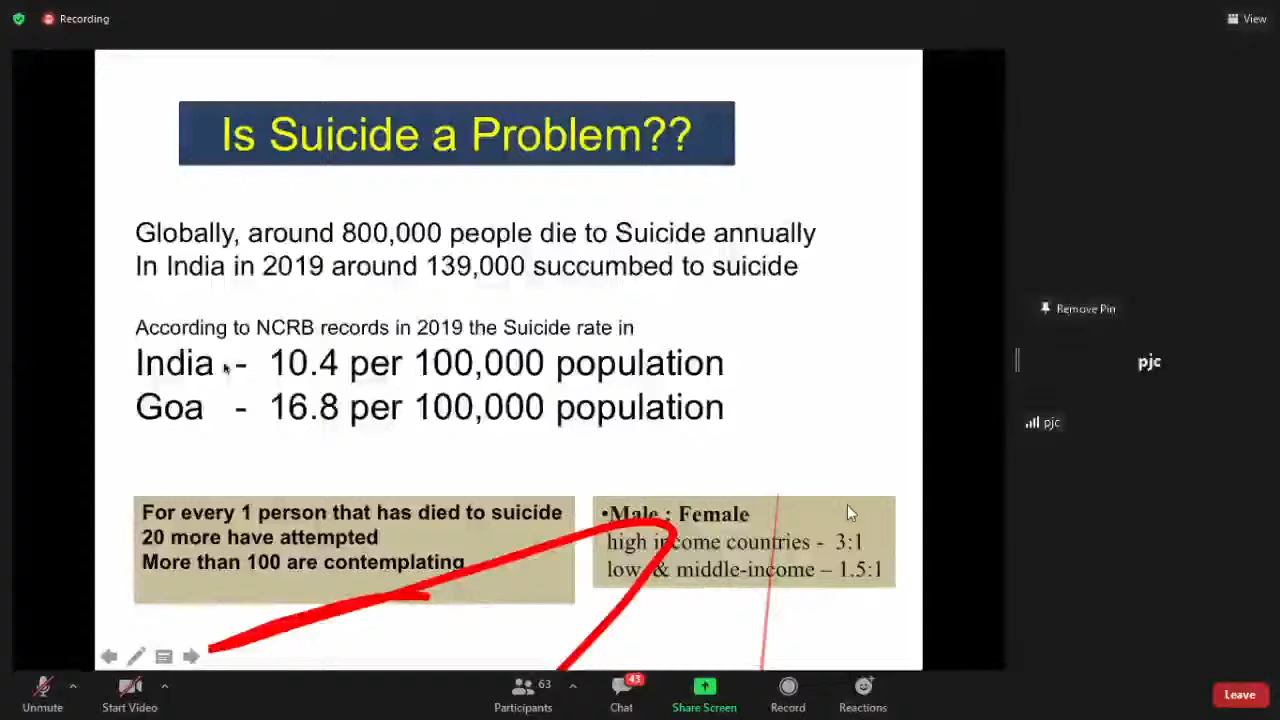 Recording
View
Is Suicide a Problem??
Globally, around 800,000 people die to Suicide annually
In India in 2019 around 139,000 succumbed to suicide
According to NCRB records in 2019 the Suicide rate in
India - 10.4 per 100,000 population
Goa - 16.8 per 100,000 population
For every 1 person that has died to suicide
20 more have attempted
More than 100 are contemplating
•Male : Female
high income countries - 3:1
low & middle-income – 1.5:1
Remove Pin
pjc
pjc
Unmute
Start Video
63
Participants
43
Chat
Share Screen
Record
Reactions
Leave